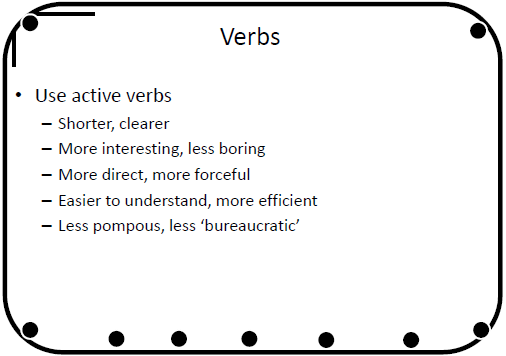 Verbs
• Use active verbs
– Shorter, clearer
– More interesting, less boring
– More direct, more forceful
– Easier to understand, more efficient
– Less pompous, less ‘bureaucratic’